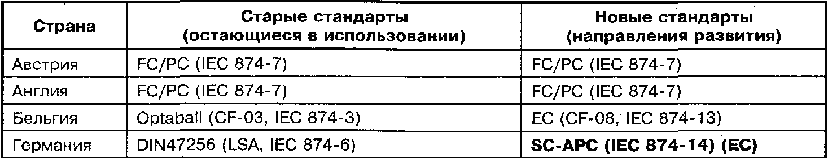 Страна
Старые стандарты
(остающиеся в использовании)
Новые стандарты
(направления развития)
Австрия FC/PC (IEC 874-7) FC/PC (IEC 874-7)
Англия FC/PC (IEC 874-7) FC/PC (IEC 874-7)
Бельгия Optaball (CF-03, IEC 874-3) EC (CF-08, IEC 874-13)
Германия DIN47256 (LSA, IEC 874-6) SC-APC (IEC 874-14) (EC)